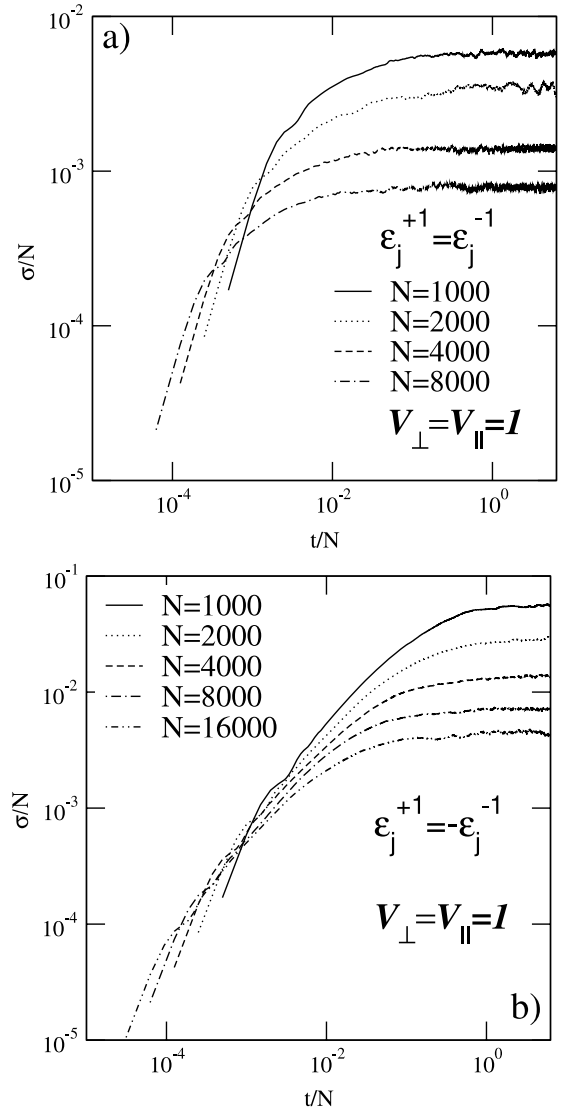 a)
10^-2
10^-3
10^-4
10^-5
σ/N
ε_j^+1=ε_j^-1
N=1000
N=2000
N=4000
N=8000
V_⊥=V_∥=1
10^-4
10^-2
10^0
t/N
10^-1
10^-2
10^-3
10^-4
10^-5
σ/N
N=1000
N=2000
N=4000
N=8000
N=16000
ε_j^+1=-ε_j^-1
V_⊥=V_∥=1
b)
10^-4
10^-2
10^0
t/N